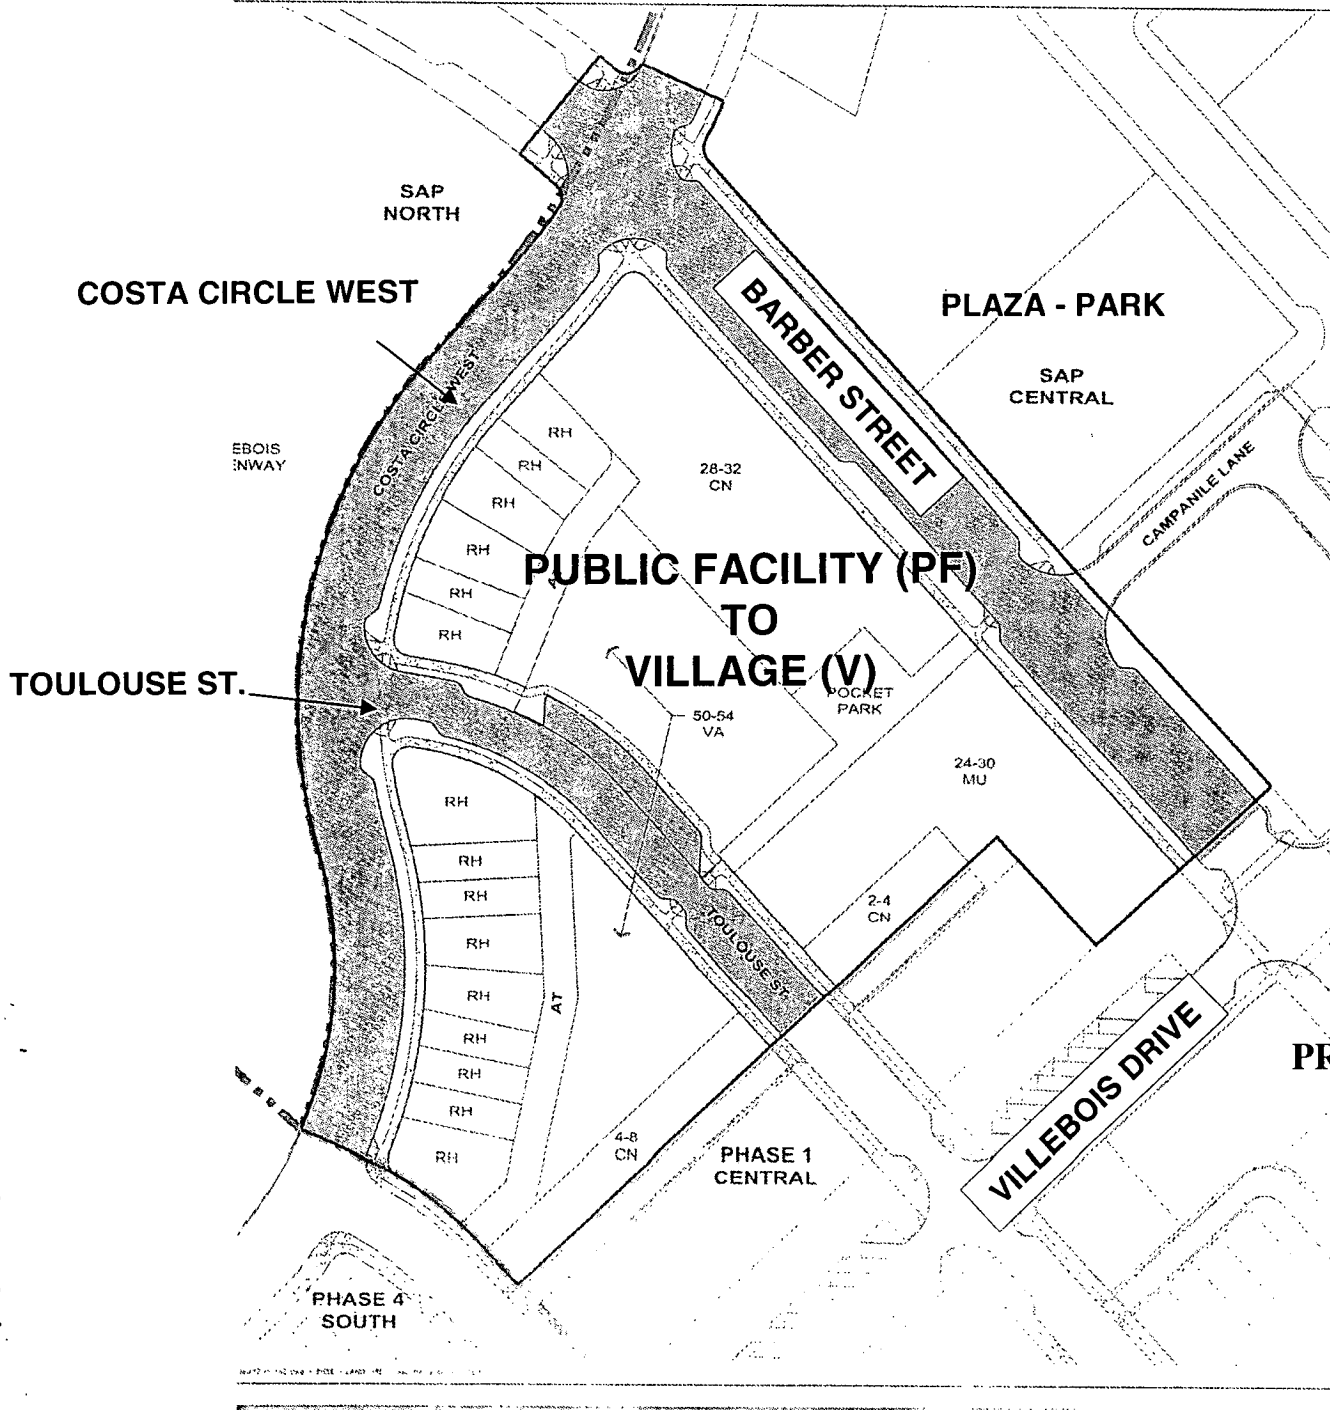 SAP
NORTH
COSTA CIRCLE WEST
PLAZA - PARK
BARBER STREET
SAP
CENTRAL
COSTA CIRCLE WEST
EBOIS
NWAY
RH
RH
RH
RH
RH
RH
28-32
CN
CAMPANILE LANE
PUBLIC FACILITY (PF)
TO
VILLAGE (V)
TOULOUSE ST.
POCKET
PARK
50-54
VA
24-30
MU
RH
RH
RH
RH
RH
RH
RH
RH
RH
AT
2-4
CN
TOULOUSE ST.
VILLEBOIS DRIVE
PR
4-8
CN
PHASE 1
CENTRAL
PHASE 4
SOUTH